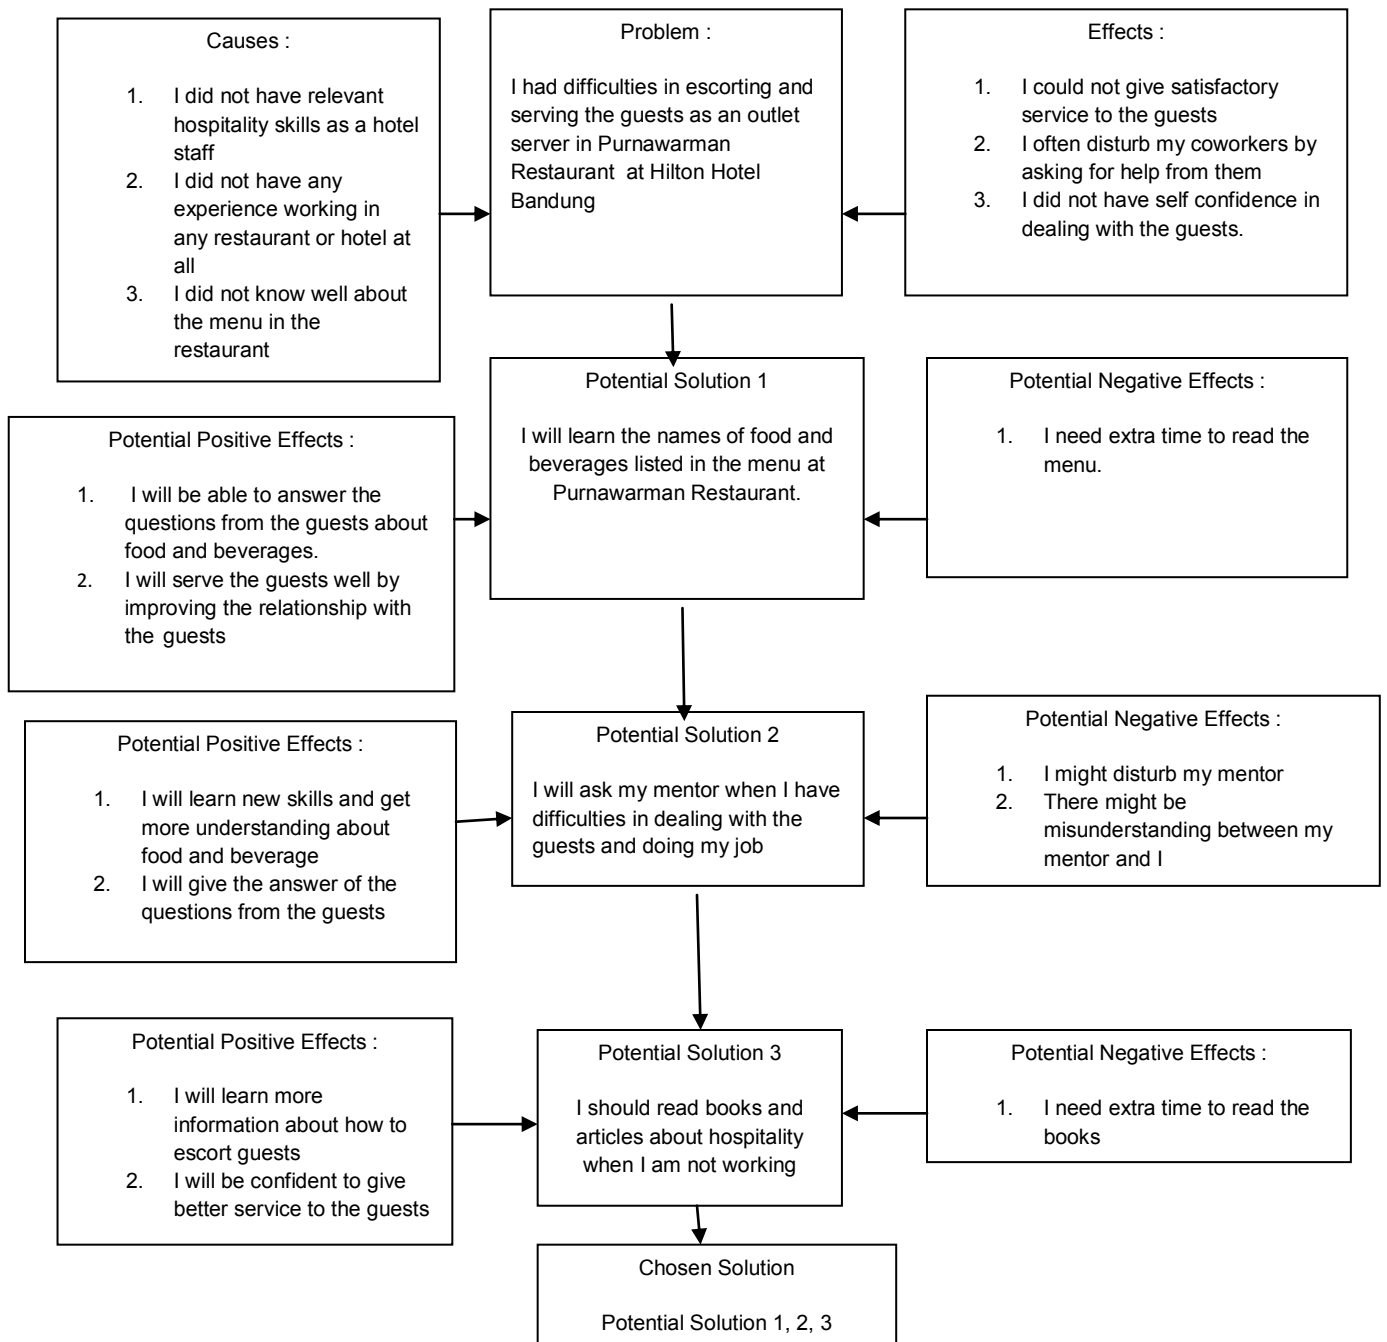 Causes :
1. I did not have relevant
hospitality skills as a hotel
staff
2. I did not have any
experience working in
any restaurant or hotel at
all
3. I did not know well about
the menu in the
restaurant
Problem :
I had difficulties in escorting and
serving the guests as an outlet
server in Purnawarman
Restaurant at Hilton Hotel
Bandung
Effects :
1. I could not give satisfactory
service to the guests
2. I often disturb my coworkers by
asking for help from them
3. I did not have self confidence in
dealing with the guests.
Potential Positive Effects :
1. I will be able to answer the
questions from the guests about
food and beverages.
2. I will serve the guests well by
improving the relationship with
the guests
Potential Solution 1
I will learn the names of food and
beverages listed in the menu at
Purnawarman Restaurant.
Potential Negative Effects :
1. I need extra time to read the
menu.
Potential Positive Effects :
1. I will learn new skills and get
more understanding about
food and beverage
2. I will give the answer of the
questions from the guests
Potential Solution 2
I will ask my mentor when I have
difficulties in dealing with the
guests and doing my job
Potential Negative Effects :
1. I might disturb my mentor
2. There might be
misunderstanding between my
mentor and I
Potential Positive Effects :
1. I will learn more
information about how to
escort guests
2. I will be confident to give
better service to the guests
Potential Solution 3
I should read books and
articles about hospitality
when I am not working
Potential Negative Effects :
1. I need extra time to read the
books
Chosen Solution
Potential Solution 1, 2, 3